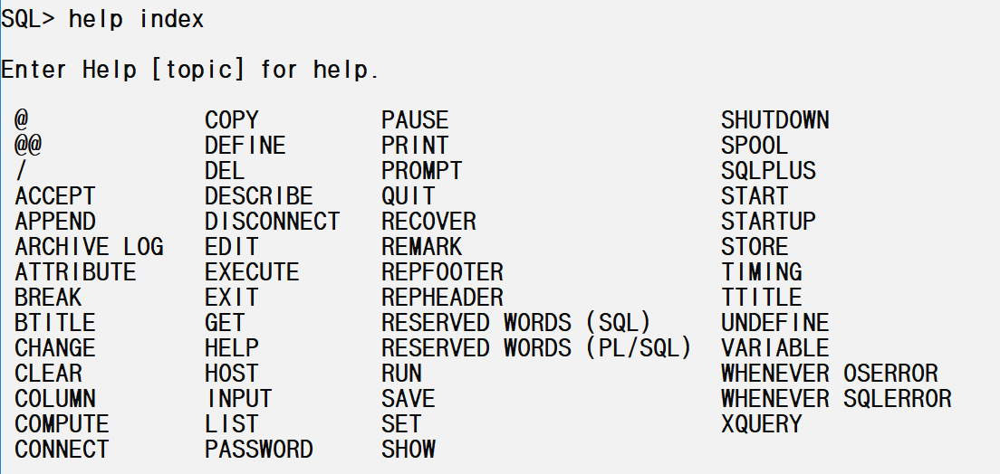 SQL> help index
Enter Help [topic] for help.
@ COPY PAUSE SHUTDOWN
@@ DEFINE PRINT SPOOL
/ DEL PROMPT SQLPLUS
ACCEPT DESCRIBE QUIT START
APPEND DISCONNECT RECOVER STARTUP
ARCHIVE LOG EDIT REMARK STORE
ATTRIBUTE EXECUTE REPFOOTER TIMING
BREAK EXIT REPHEADER TTITLE
BTITLE GET RESERVED WORDS (SQL) UNDEFINE
CHANGE HELP RESERVED WORDS (PL/SQL) VARIABLE
CLEAR HOST RUN WHENEVER OSERROR
COLUMN INPUT SAVE WHENEVER SQLERROR
COMPUTE LIST SET XQUERY
CONNECT PASSWORD SHOW